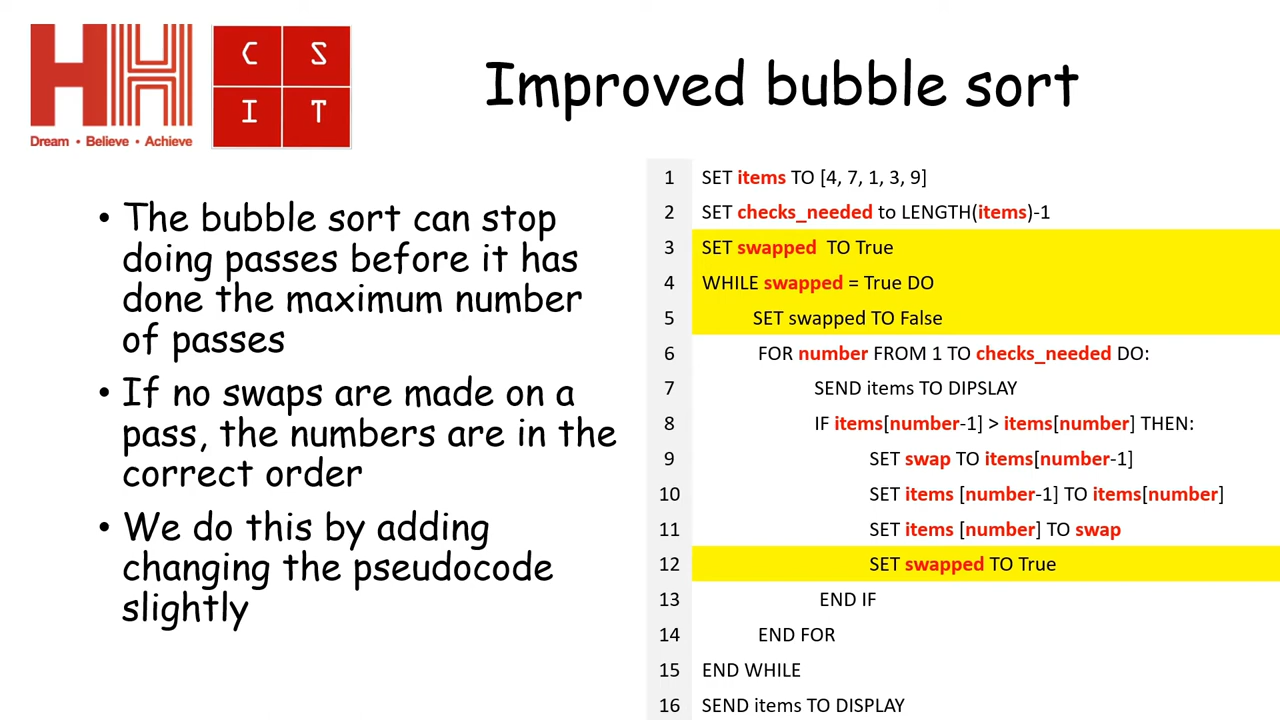 HH
C S
I T
Dream • Believe • Achieve
Improved bubble sort
• The bubble sort can stop
doing passes before it has
done the maximum number
of passes
• If no swaps are made on a
pass, the numbers are in the
correct order
• We do this by adding
changing the pseudocode
slightly
1 SET items TO [4, 7, 1, 3, 9]
2 SET checks_needed to LENGTH(items)-1
3 SET swapped TO True
4 WHILE swapped = True DO
5 SET swapped TO False
6 FOR number FROM 1 TO checks_needed DO:
7 SEND items TO DIPSLAY
8 IF items[number-1] > items[number] THEN:
9 SET swap TO items[number-1]
10 SET items [number-1] TO items[number]
11 SET items [number] TO swap
12 SET swapped TO True
13 END IF
14 END FOR
15 END WHILE
16 SEND items TO DISPLAY